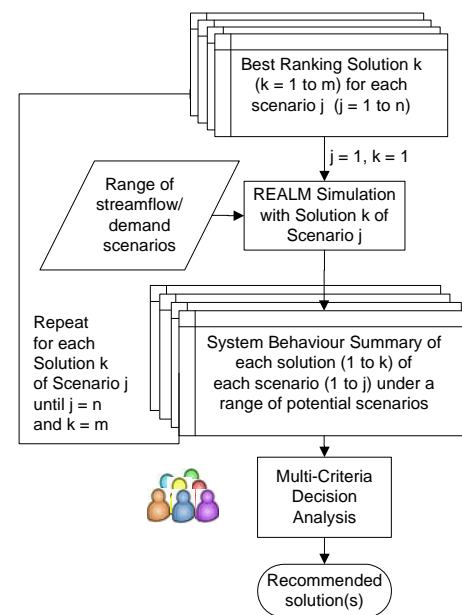 Best Ranking Solution k
(k = 1 to m) for each
scenario j  (j = 1 to n)
j = 1, k = 1
Range of
streamflow/
demand
scenarios
REALM Simulation
with Solution k of
Scenario j
Repeat
for each
Solution k
of Scenario j
until j = n
and k = m
System Behaviour Summary of
each solution (1 to k) of
each scenario (1 to j) under a
range of potential scenarios
Multi-Criteria
Decision
Analysis
Recommended
solution(s)